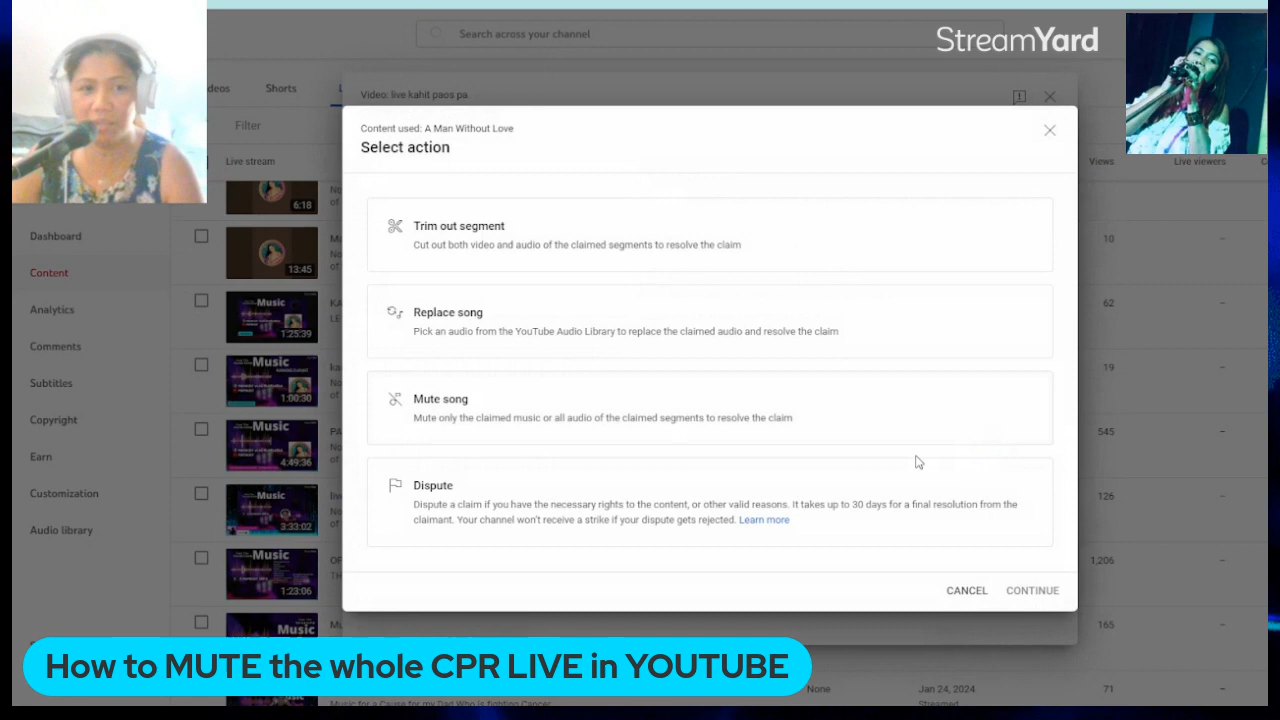 Search across your channel
StreamYard
deos
Shorts
Video: live kahit paos pa
Filter
Content used: A Man Without Love
Select action
Live stream
Views
Live viewers
6:18
Trim out segment
Cut out both video and audio of the claimed segments to resolve the claim
Dashboard
10
–
13:45
Content
Replace song
Pick an audio from the YouTube Audio Library to replace the claimed audio and resolve the claim
Analytics
Music
1:25:39
62
–
Comments
Mute song
Mute only the claimed music or all audio of the claimed segments to resolve the claim
Subtitles
Music
1:00:30
19
–
Copyright
Music
4:49:36
545
–
Earn
Dispute
Dispute a claim if you have the necessary rights to the content, or other valid reasons. It takes up to 30 days for a final resolution from the
claimant. Your channel won't receive a strike if your dispute gets rejected. Learn more
Customization
Music
3:33:02
126
–
Audio library
Music
1:23:06
1,206
–
CANCEL
CONTINUE
Music
165
–
How to MUTE the whole CPR LIVE in YOUTUBE
None
Jan 24, 2024
71
–
Music for a Cause for my Dad Who is fighting Cancer
Streamed